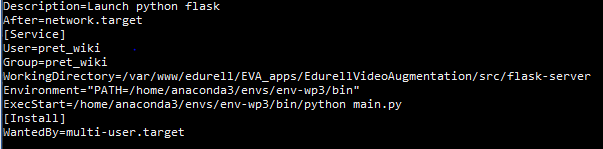 Description=Launch python flask
After=network.target
[Service]
User=pret_wiki
Group=pret_wiki
WorkingDirectory=/var/www/edurell/EVA_apps/EdurellVideoAugmentation/src/flask-server
Environment="PATH=/home/anaconda3/envs/env-wp3/bin"
ExecStart=/home/anaconda3/envs/env-wp3/bin/python main.py
[Install]
WantedBy=multi-user.target